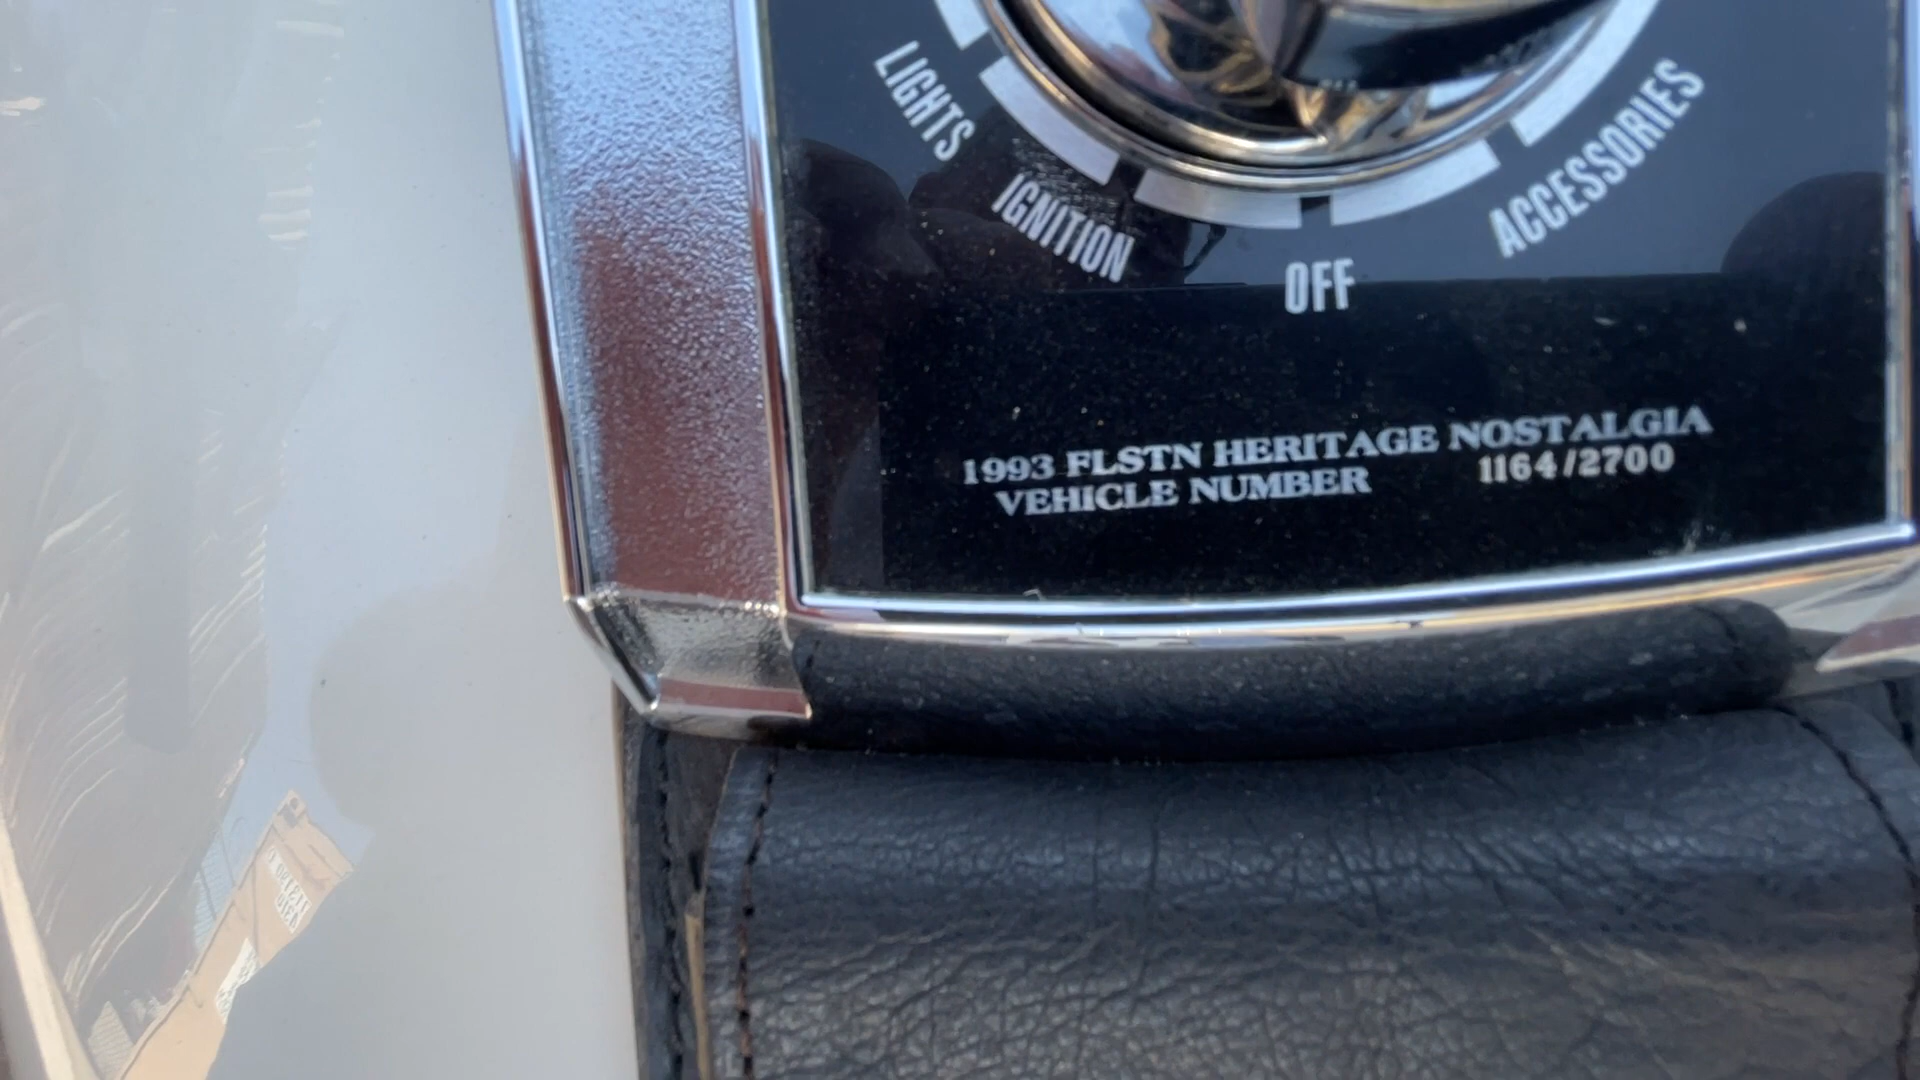 LIGHTS
IGNITION
OFF
ACCESSORIES
1993 FLSTN HERITAGE NOSTALGIA
VEHICLE NUMBER 1164/2700